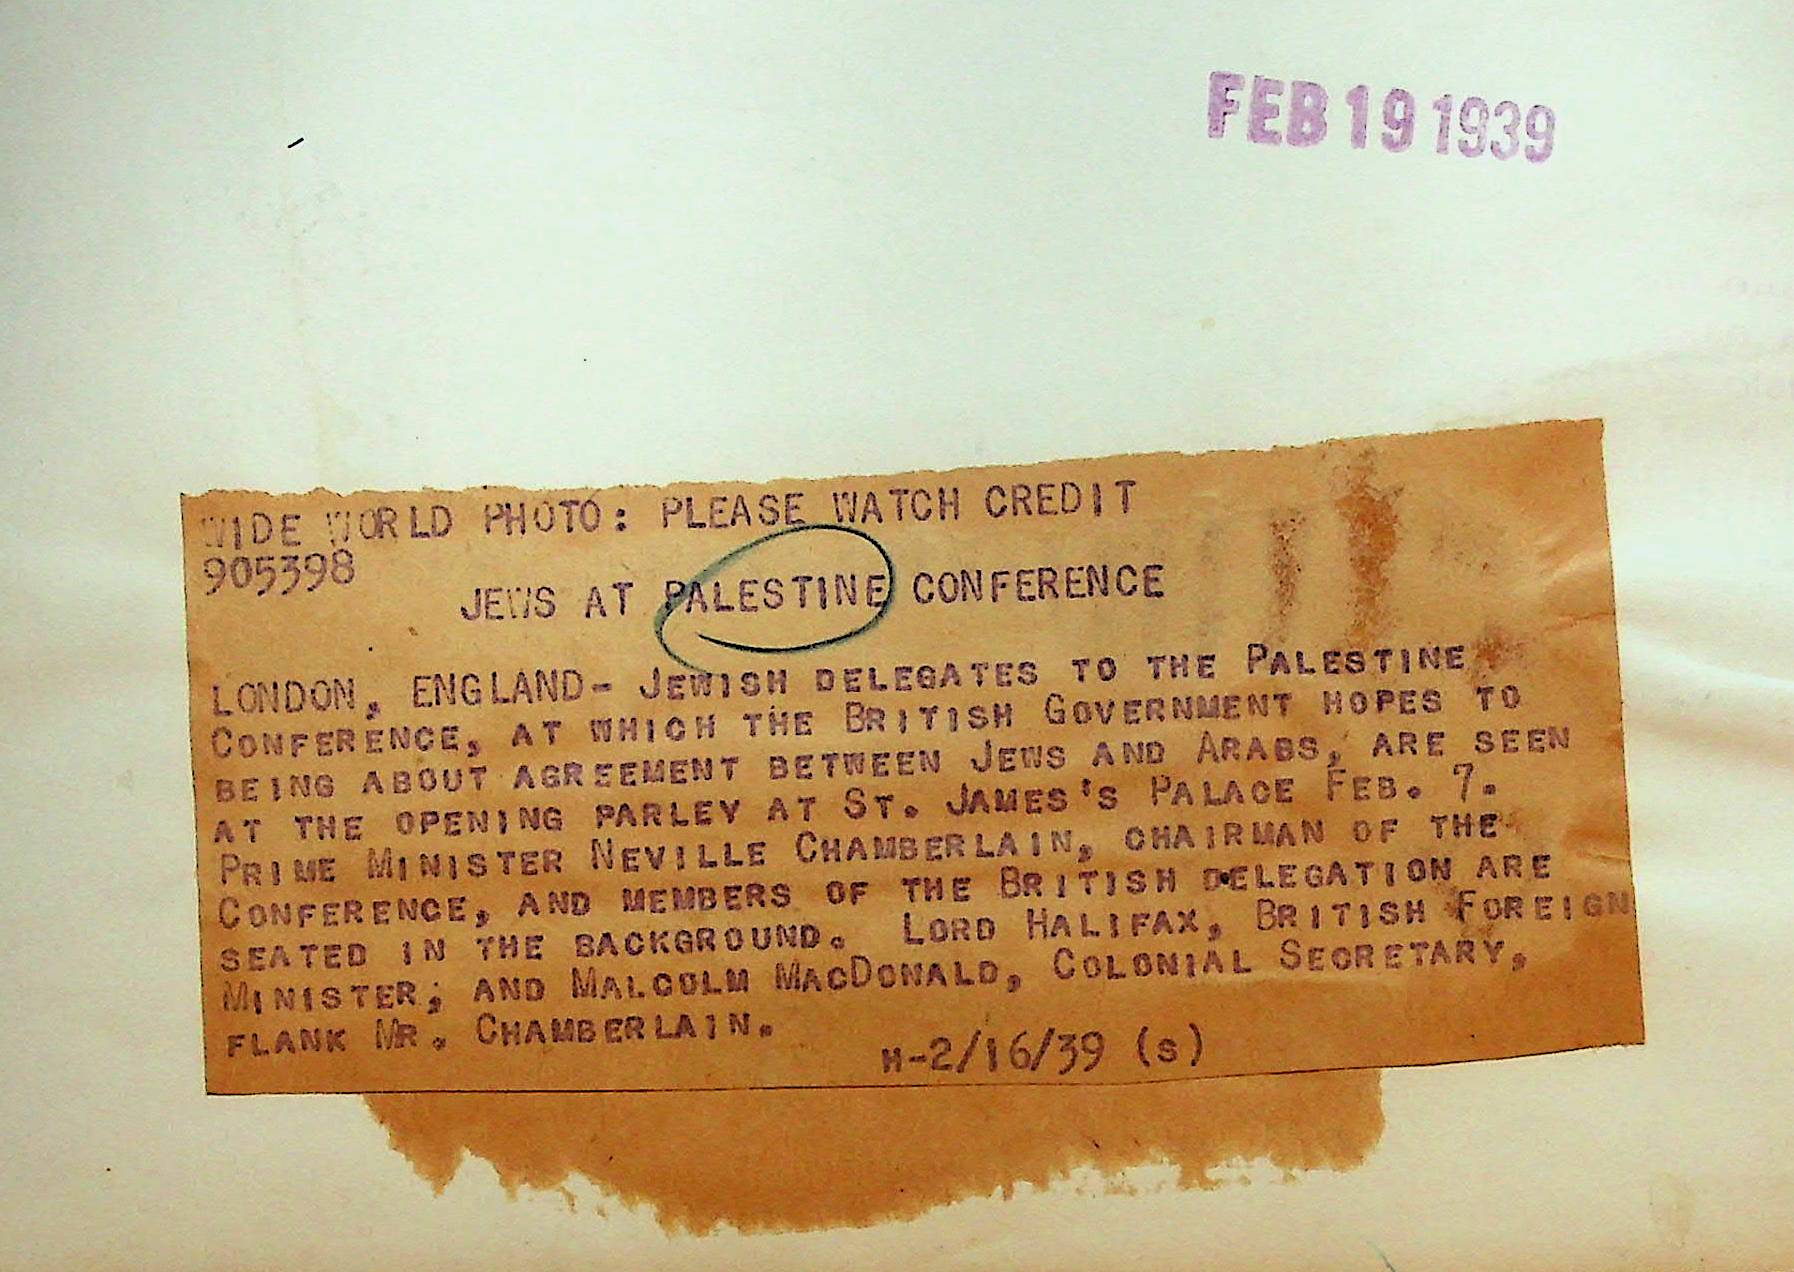 FEB 19 1939
WIDE WORLD PHOTO: PLEASE WATCH CREDIT
905398
JEWS AT PALESTINE CONFERENCE
LONDON, ENGLAND- JEWISH DELEGATES TO THE PALESTINE
CONFERENCE, AT WHICH THE BRITISH GOVERNMENT HOPES TO
BEING ABOUT AGREEMENT BETWEEN JEWS AND ARABS, ARE SEEN
AT THE OPENING PARLEY AT ST. JAMES'S PALACE FEB. 7.
PRIME MINISTER NEVILLE CHAMBERLAIN, CHAIRMAN OF THE
CONFERENCE, AND MEMBERS OF THE BRITISH DELEGATION ARE
SEATED IN THE BACKGROUND. LORD HALIFAX, BRITISH FOREIGN
MINISTER, AND MALCOLM MACDONALD, COLONIAL SECRETARY,
FLANK MR. CHAMBERLAIN.
H-2/16/39 (S)